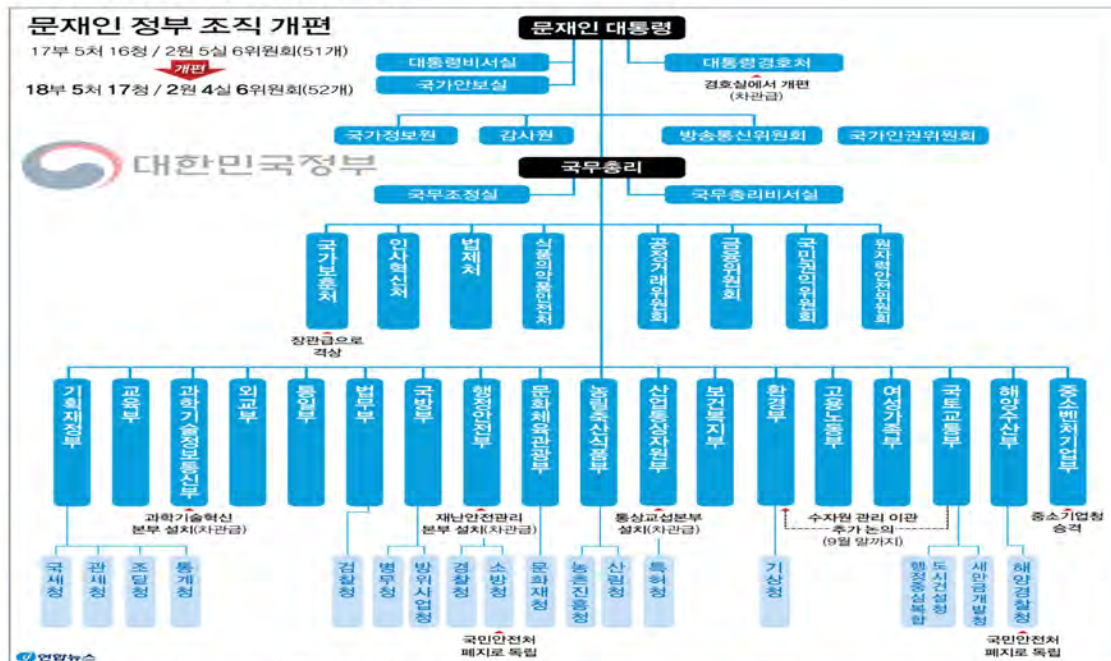 문재인 정부 조직 개편
17부 5처 16청 / 2원 5실 6위원회(51개)
개편
18부 5처 17청 / 2원 4실 6위원회(52개)
대한민국정부
문재인 대통령
대통령비서실
대통령경호처
국가안보실
경호실에서 개편
(차관급)
국가정보원
감사원
방송통신위원회
국가인권위원회
국무총리
국무조정실
국무총리비서실
국가보훈처
인사혁신처
법제처
식품의약품안전처
공정거래위원회
금융위원회
국민권익위원회
원자력안전위원회
장관급으로
격상
기획재정부
교육부
과학기술정보통신부
외교부
통일부
법무부
국방부
행정안전부
문화체육관광부
농림축산식품부
산업통상자원부
보건복지부
환경부
고용노동부
여성가족부
국토교통부
해양수산부
중소벤처기업부
과학기술혁신
본부 설치(차관급)
재난안전관리
본부 설치(차관급)
통상교섭본부
설치(차관급)
수자원 관리 이관
추가 논의
(9월 말까지)
중소기업청
승격
국세청
관세청
조달청
통계청
검찰청
병무청
방위사업청
경찰청
소방청
문화재청
농촌진흥청
산림청
특허청
기상청
행정중심복합
도시건설청
새만금개발청
해양경찰청
국민안전처
폐지로 독립
국민안전처
폐지로 독립
연합뉴스